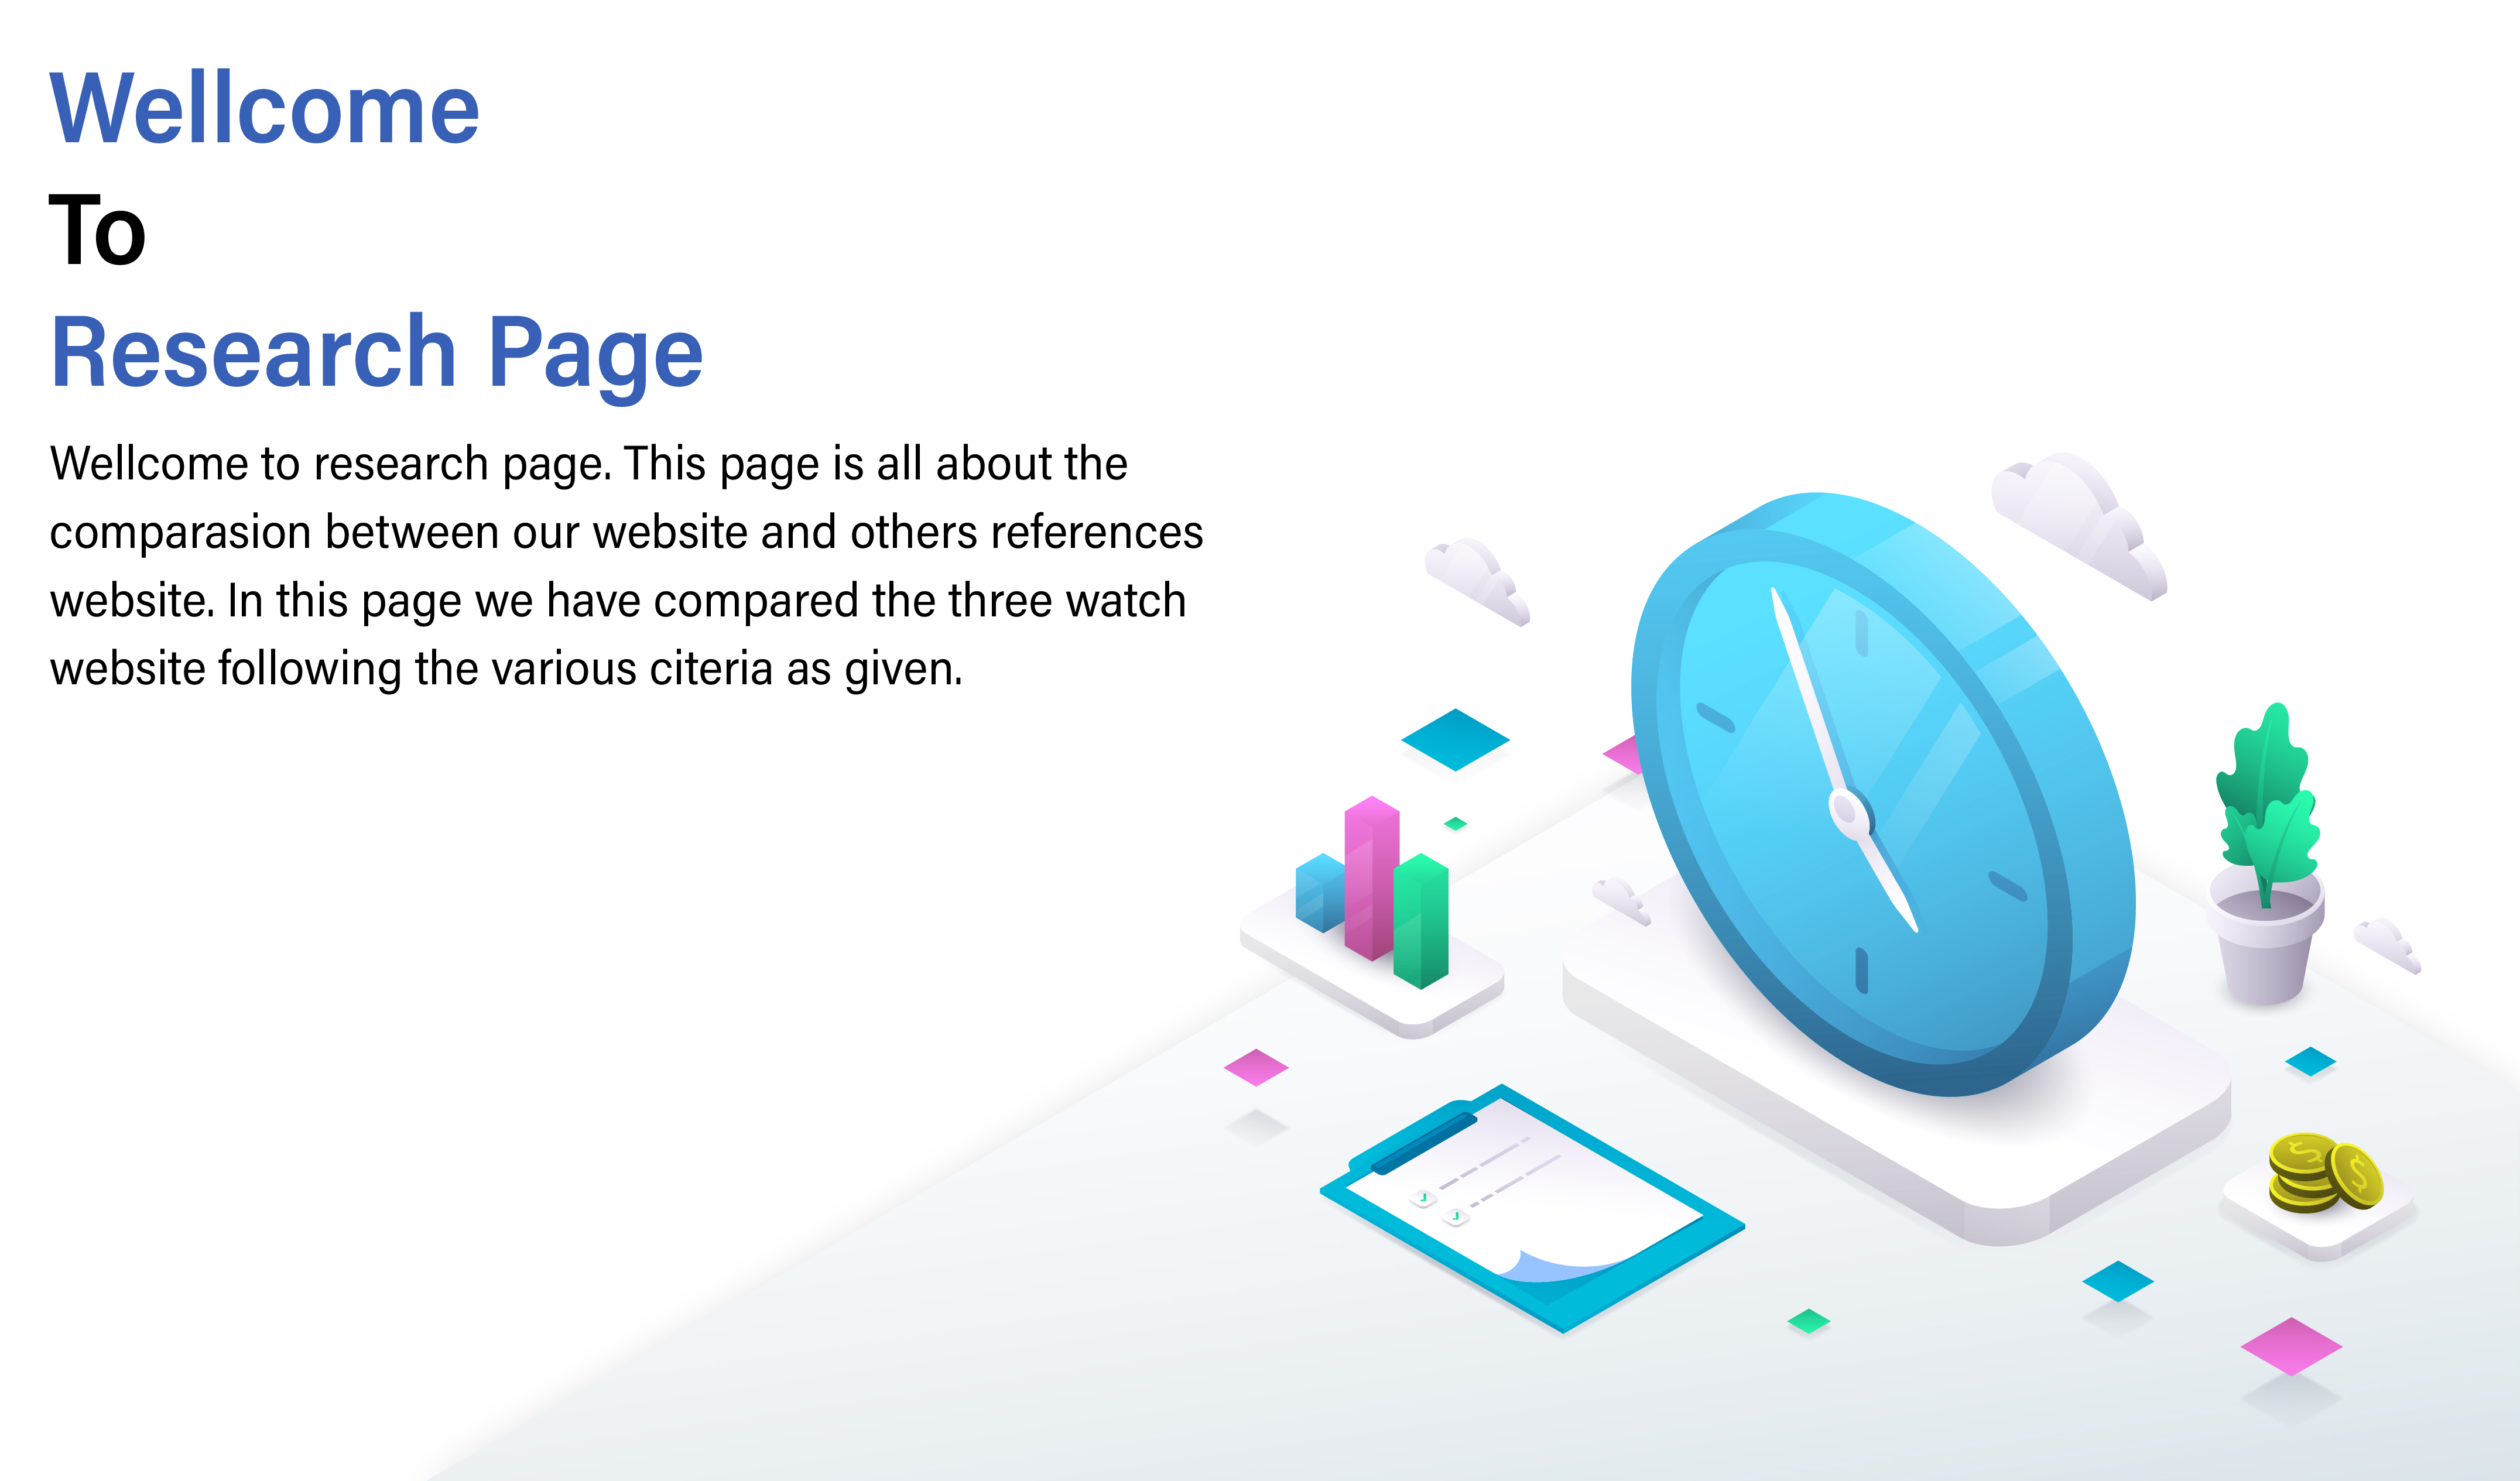 Wellcome
To
Research Page
Wellcome to research page. This page is all about the
comparasion between our website and others references
website. In this page we have compared the three watch
website following the various citeria as given.